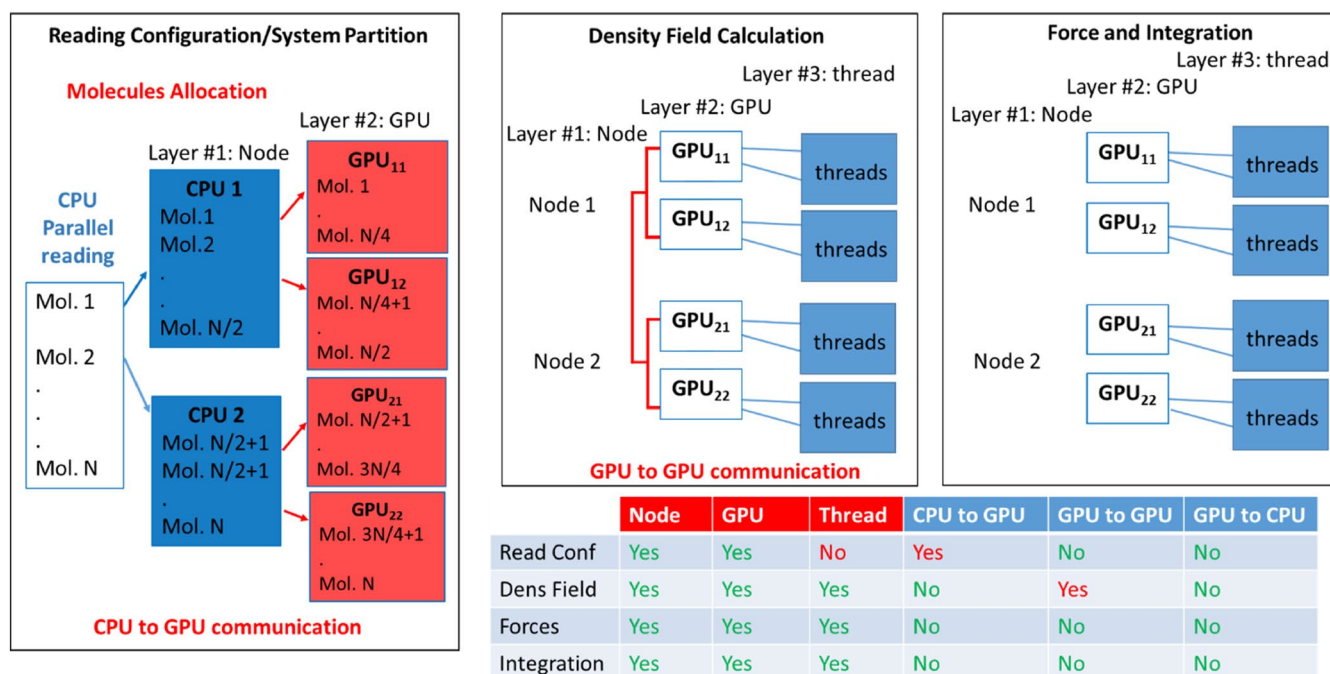 Reading Configuration/System Partition
Molecules Allocation
Layer #2: GPU
Layer #1: Node
CPU
Parallel
reading
Mol. 1
Mol. 2
.
.
.
Mol. N
CPU 1
Mol.1
Mol.2
.
.
Mol. N/2
CPU 2
Mol. N/2+1
Mol. N/2+1
.
Mol. N
GPU11
Mol. 1
.
Mol. N/4
GPU12
Mol. N/4+1
.
Mol. N/2
GPU21
Mol. N/2+1
.
Mol. 3N/4
GPU22
Mol. 3N/4+1
.
Mol. N
CPU to GPU communication
Density Field Calculation
Layer #3: thread
Layer #2: GPU
Layer #1: Node
Node 1
GPU11
threads
GPU12
threads
Node 2
GPU21
threads
GPU22
threads
GPU to GPU communication
Force and Integration
Layer #3: thread
Layer #2: GPU
Layer #1: Node
Node 1
GPU11
threads
GPU12
threads
Node 2
GPU21
threads
GPU22
threads
Node GPU Thread CPU to GPU GPU to GPU GPU to CPU
Read Conf Yes Yes No Yes No No
Dens Field Yes Yes Yes No Yes No
Forces Yes Yes Yes No No No
Integration Yes Yes Yes No No No